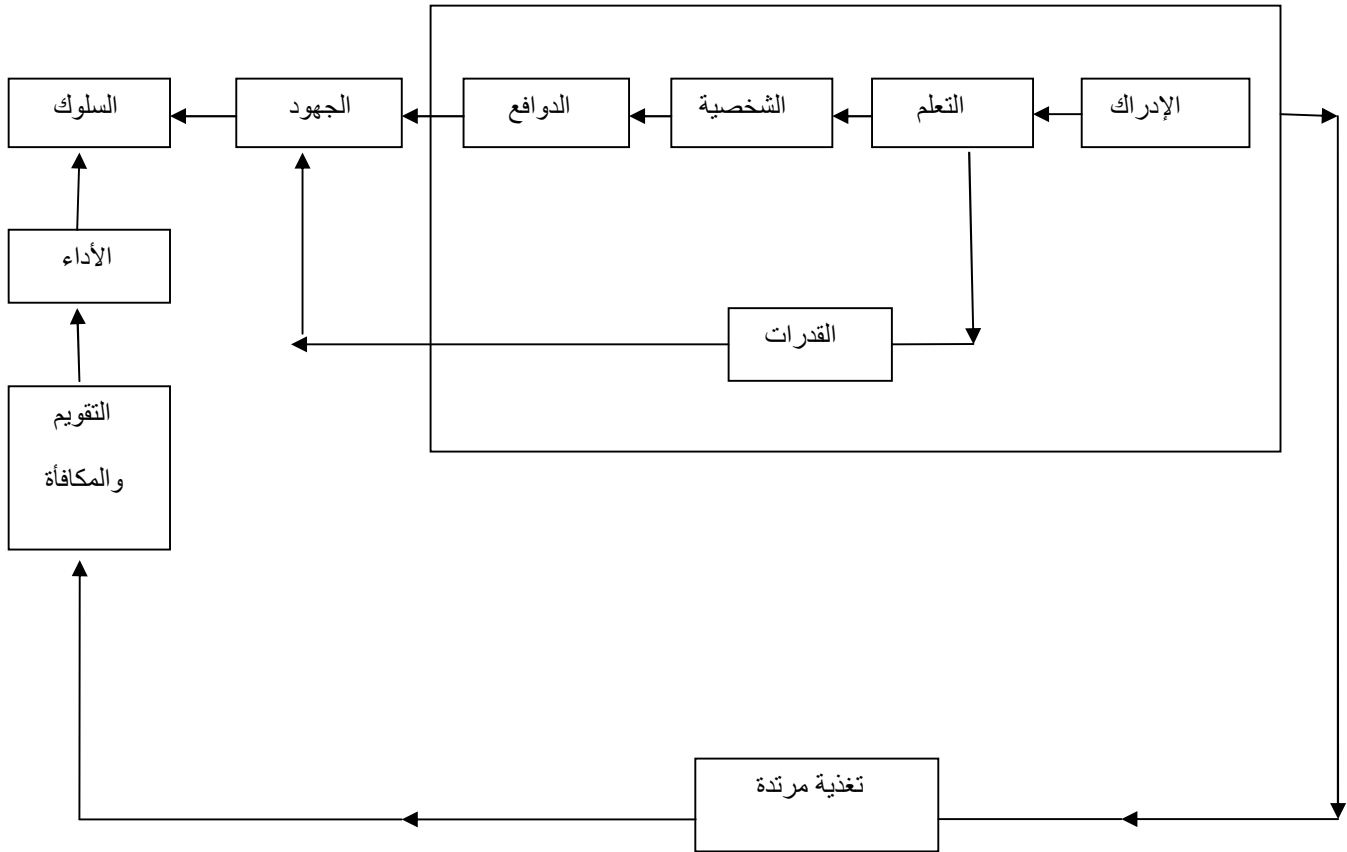 الإدراك
التعلم
الشخصية
الدوافع
الجهود
السلوك
الأداء
القدرات
التقويم
والمكافأة
تغذية مرتدة